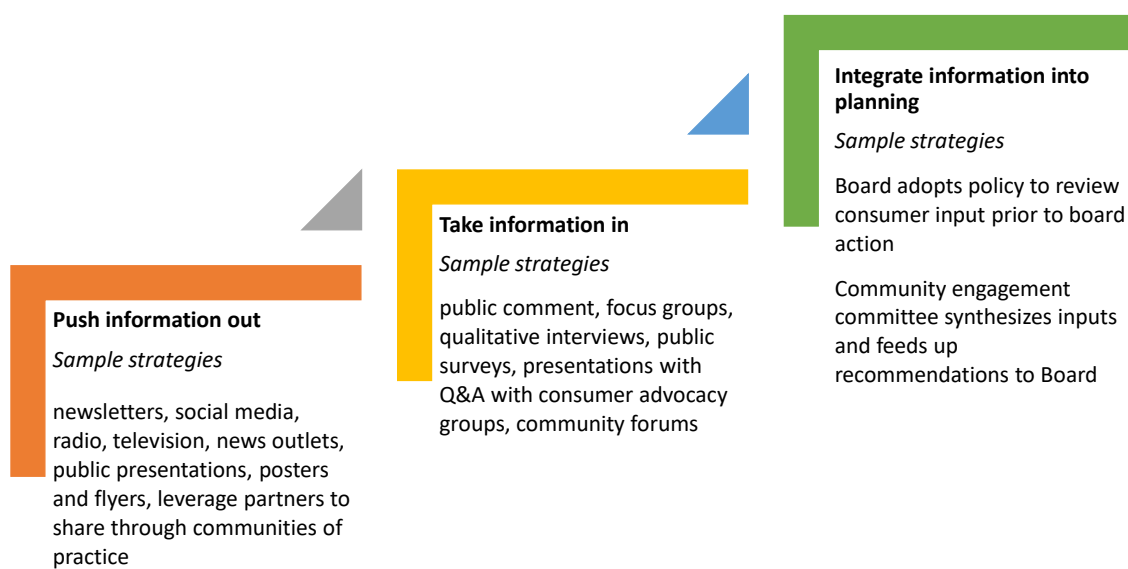 Push information out
Sample strategies
newsletters, social media,
radio, television, news outlets,
public presentations, posters
and flyers, leverage partners to
share through communities of
practice
Take information in
Sample strategies
public comment, focus groups,
qualitative interviews, public
surveys, presentations with
Q&A with consumer advocacy
groups, community forums
Integrate information into
planning
Sample strategies
Board adopts policy to review
consumer input prior to board
action
Community engagement
committee synthesizes inputs
and feeds up
recommendations to Board